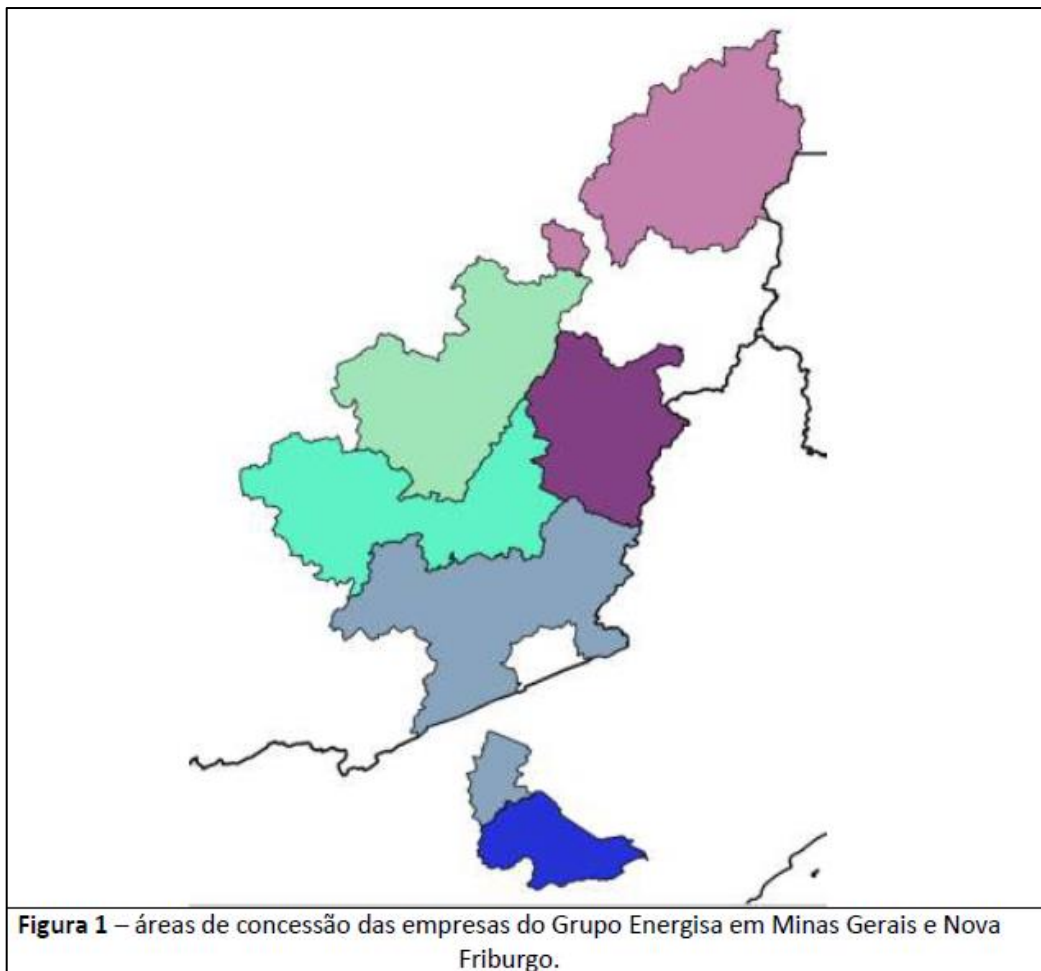 Figura 1 – áreas de concessão das empresas do Grupo Energisa em Minas Gerais e Nova
Friburgo.